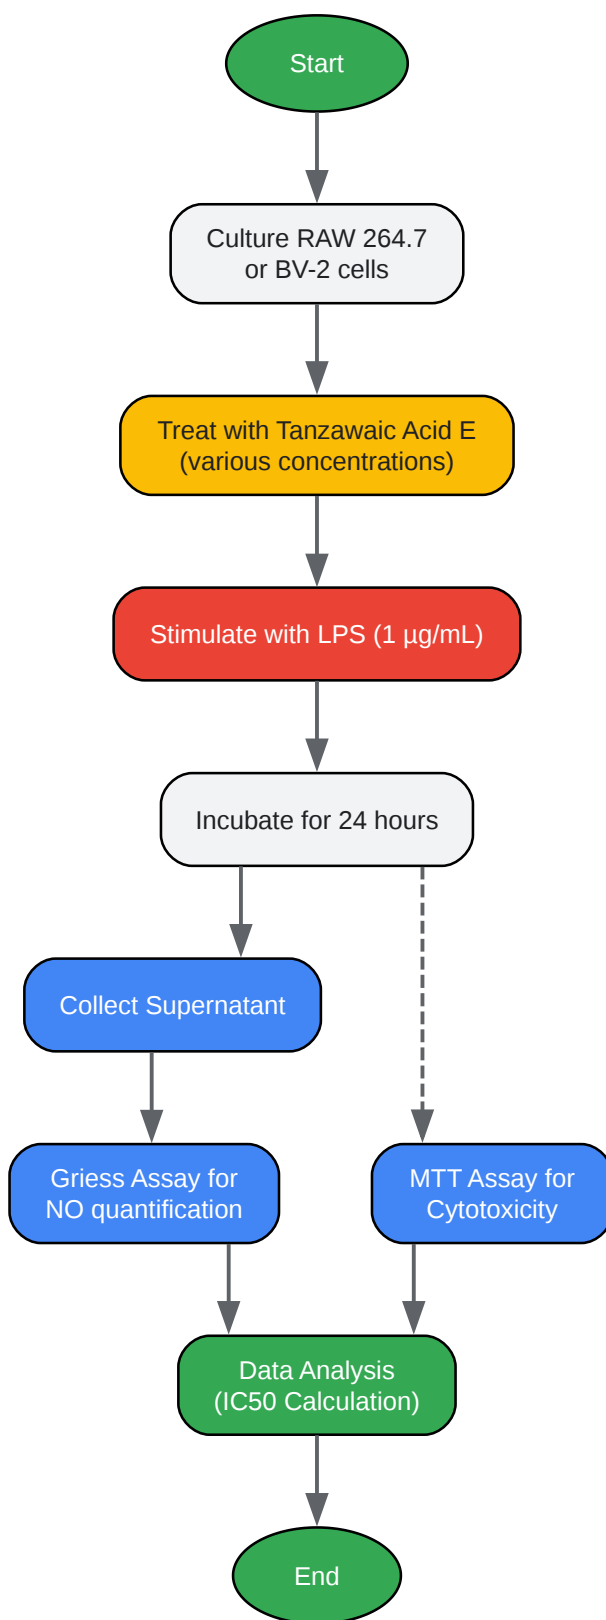 Start
Culture RAW 264.7
or BV-2 cells
Treat with Tanzawaic Acid E
(various concentrations)
Stimulate with LPS (1 µg/mL)
Incubate for 24 hours
Collect Supernatant
Griess Assay for
NO quantification
MTT Assay for
Cytotoxicity
Data Analysis
(IC50 Calculation)
End